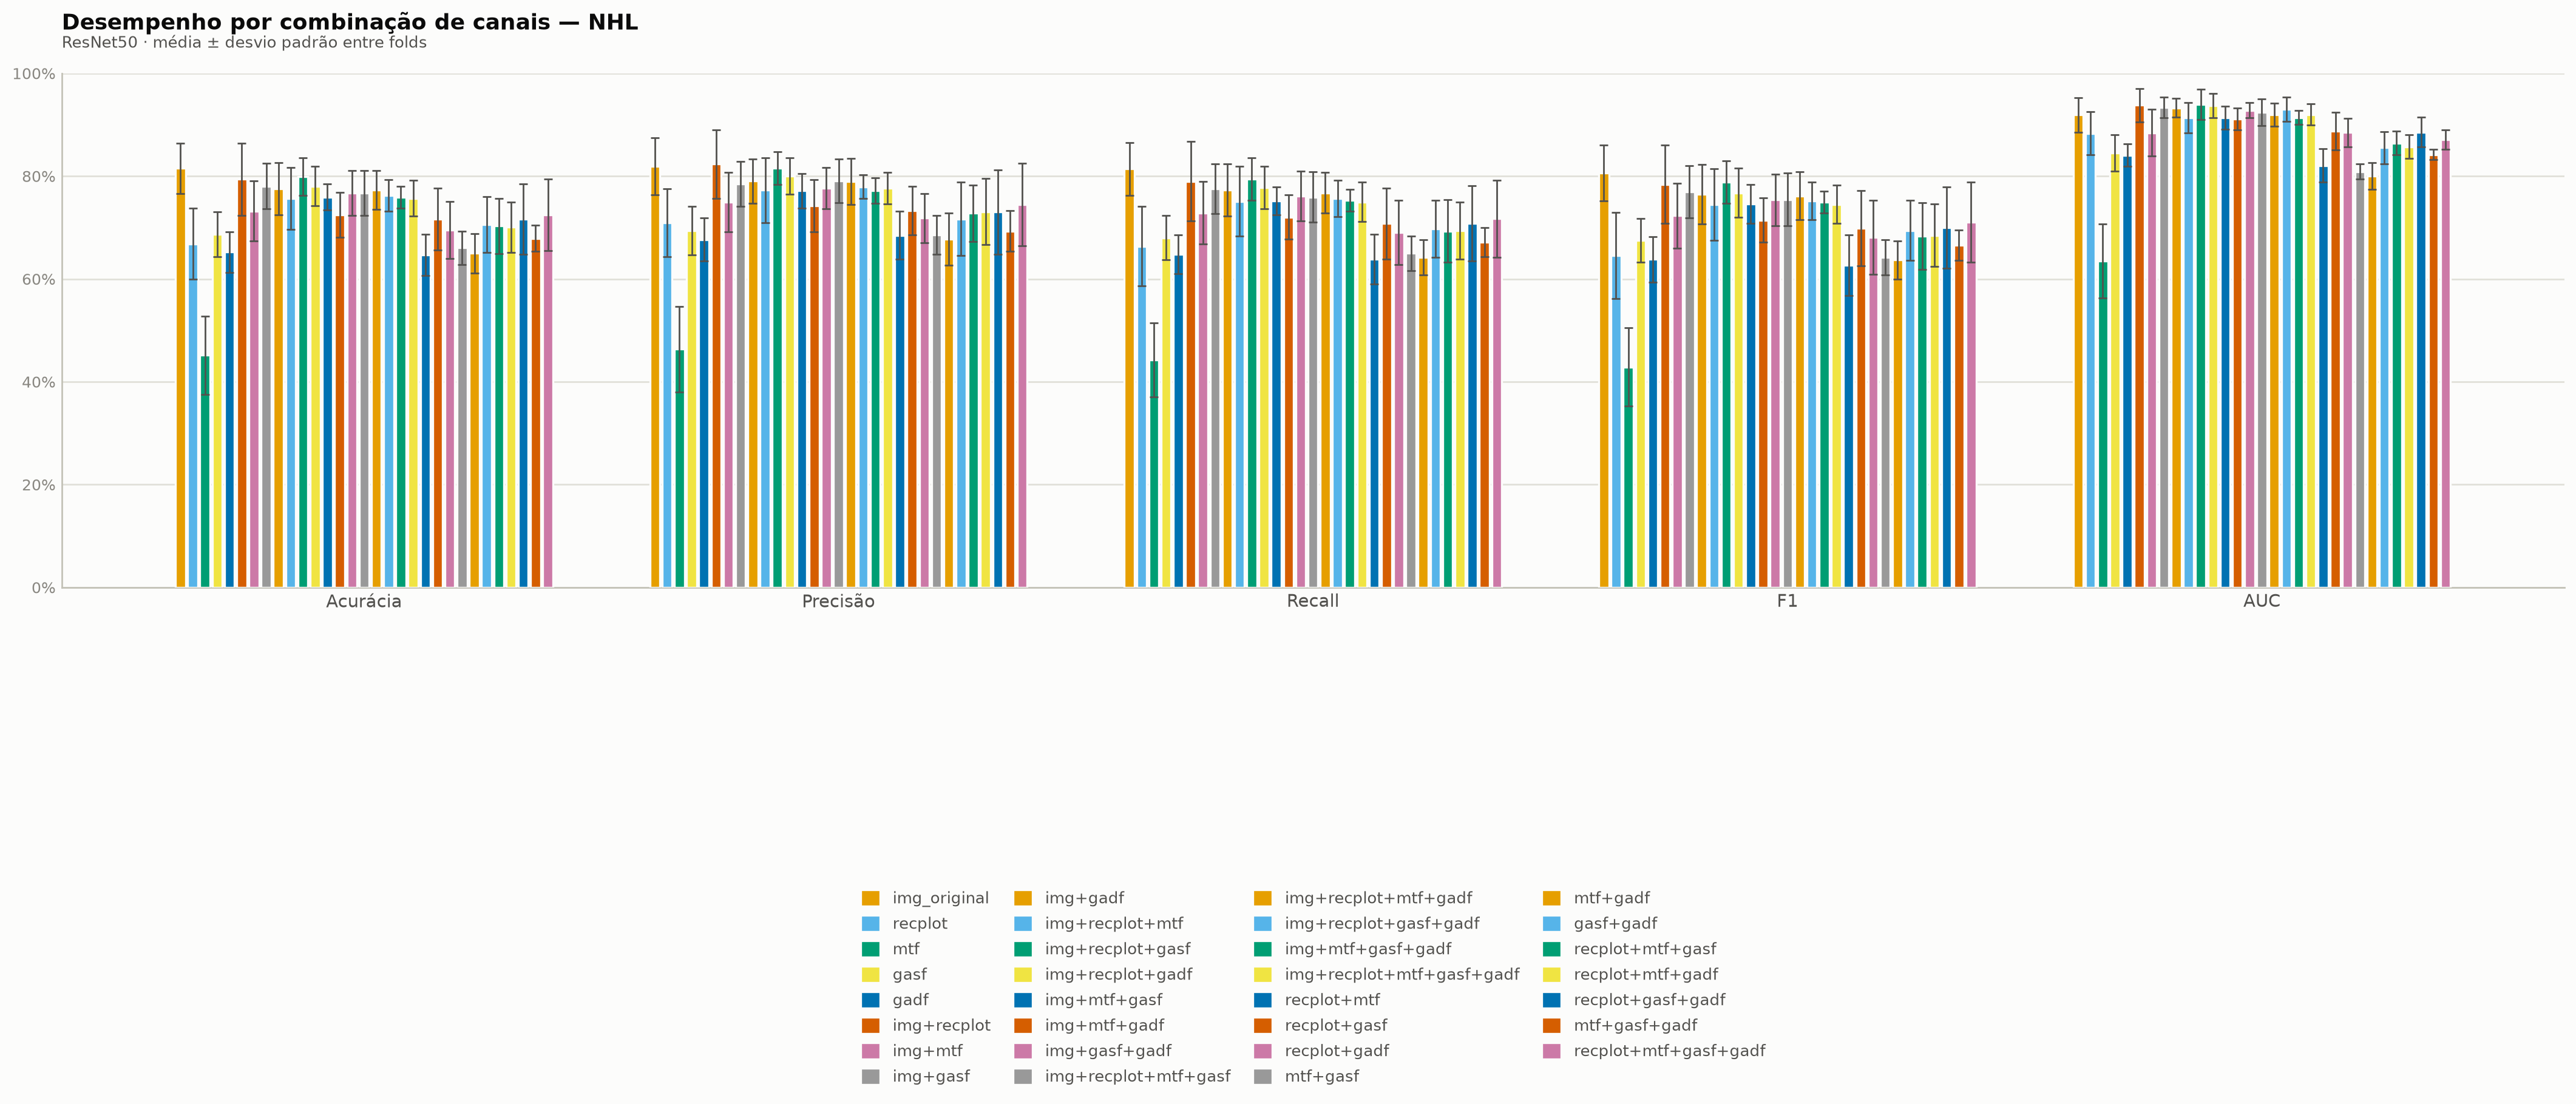 Desempenho por combinação de canais — NHL
ResNet50 · média ± desvio padrão entre folds
100%
80%
60%
40%
20%
0%
Acurácia
Precisão
Recall
F1
AUC
img_original
recplot
mtf
gasf
gadf
img+recplot
img+mtf
img+gasf
img+gadf
img+recplot+mtf
img+recplot+gasf
img+recplot+gadf
img+mtf+gasf
img+mtf+gadf
img+gasf+gadf
img+recplot+mtf+gasf
img+recplot+mtf+gadf
img+recplot+gasf+gadf
img+mtf+gasf+gadf
img+recplot+mtf+gasf+gadf
recplot+mtf
recplot+gasf
recplot+gadf
mtf+gasf
mtf+gadf
gasf+gadf
recplot+mtf+gasf
recplot+mtf+gadf
recplot+gasf+gadf
mtf+gasf+gadf
recplot+mtf+gasf+gadf